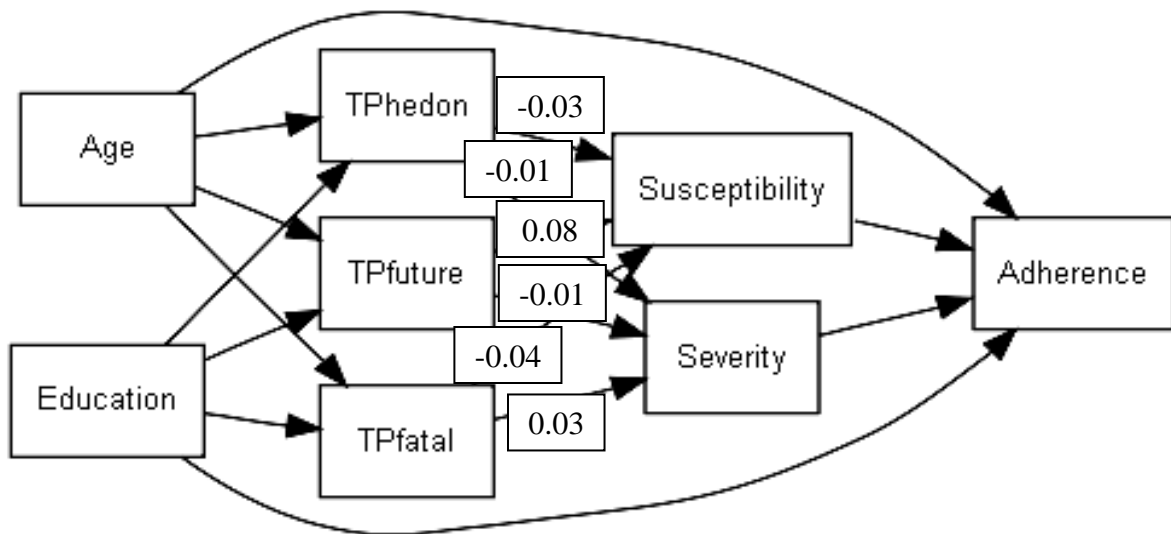 TPhedon
-0.03
Age
Susceptibility
-0.01
0.08
TPfuture
Adherence
-0.01
Severity
-0.04
Education
TPfatal
0.03